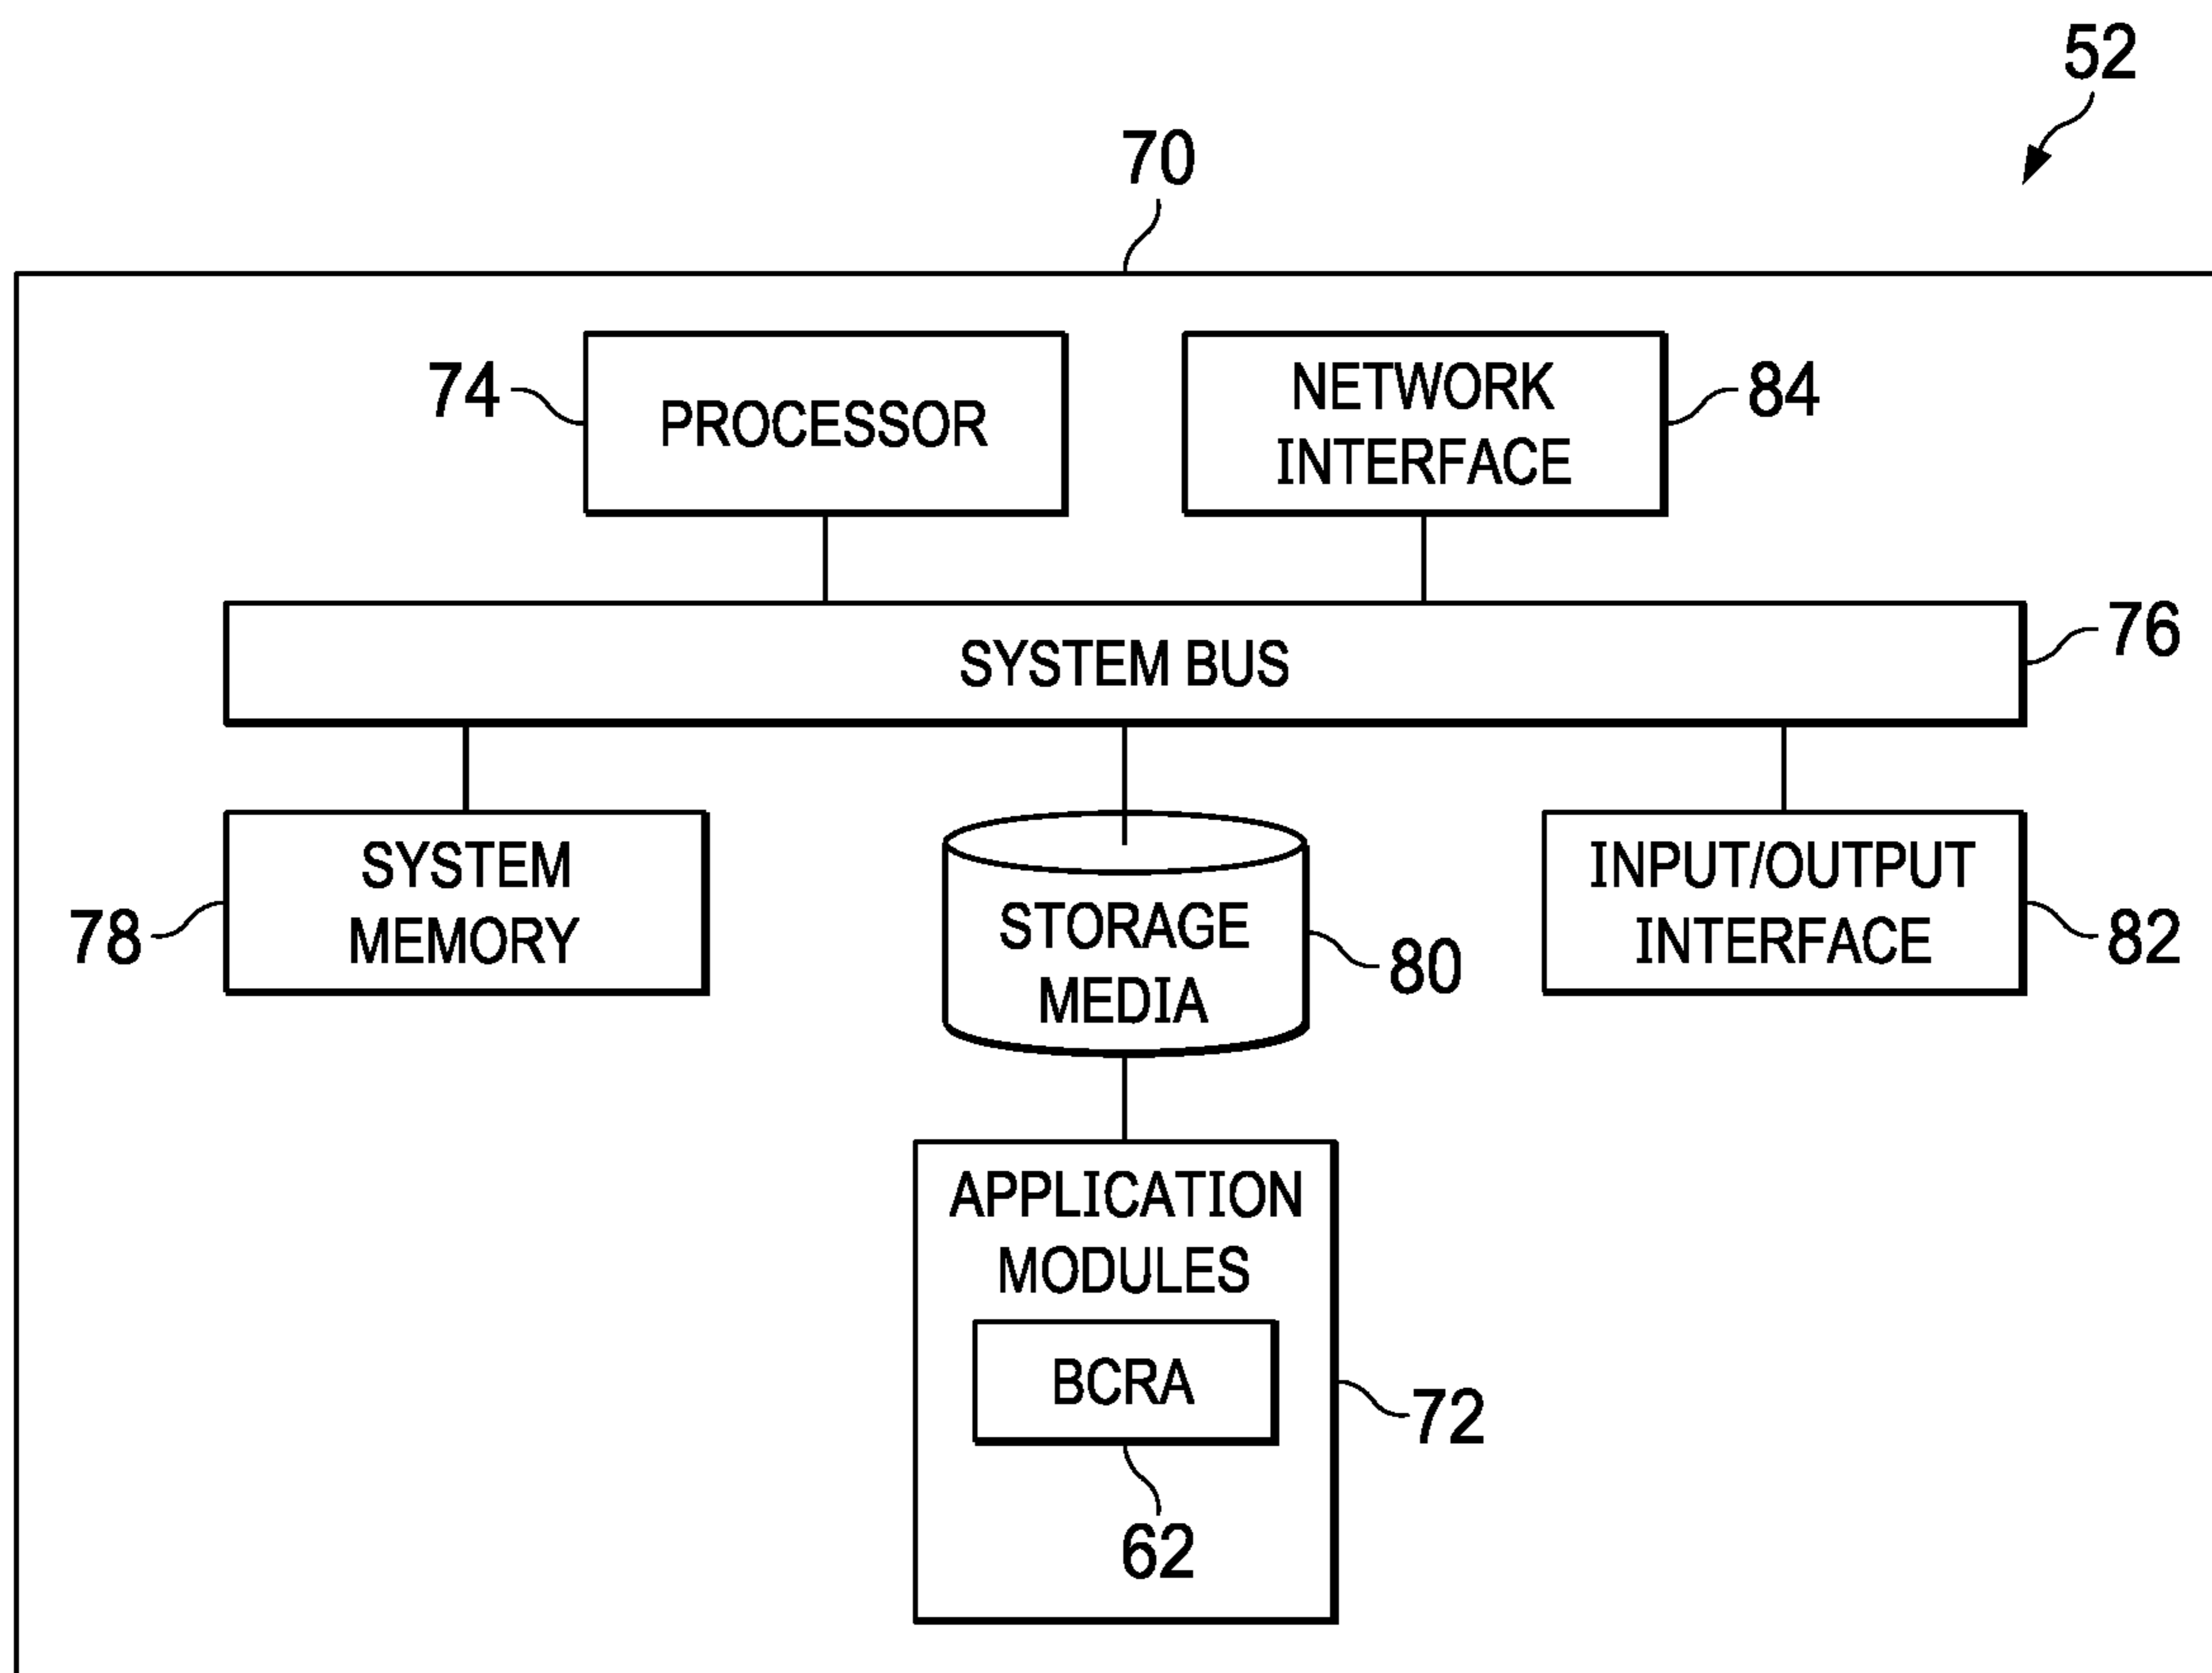 52
70
74
PROCESSOR
NETWORK
INTERFACE
84
SYSTEM BUS
76
SYSTEM
MEMORY
78
STORAGE
MEDIA
80
INPUT/OUTPUT
INTERFACE
82
APPLICATION
MODULES
BCRA
72
62